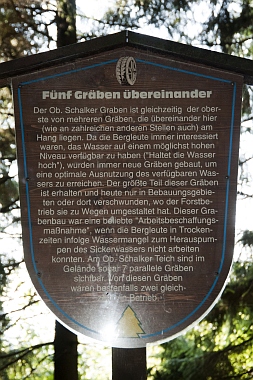 Fünf Gräben übereinander
Der Ob. Schalker Graben ist gleichzeitig der ober-
ste von mehreren Gräben, die übereinander hier
(wie an zahlreichen anderen Stellen auch) am
Hang liegen. Da die Bergleute immer interessiert
waren, das Wasser auf einem möglichst hohen
Niveau verfügbar zu haben ("Haltet die Wasser
hoch"), wurden immer neue Gräben gebaut, um
eine optimale Ausnutzung des verfügbaren Was-
sers zu erreichen. Der größte Teil dieser Gräben
ist erhalten und heute nur in Bebauungsgebie-
ten oder dort verschwunden, wo der Forstbe-
trieb sie zu Wegen umgestaltet hat. Dieser Gra-
benbau war eine beliebte "Arbeitsbeschaffungs-
maßnahme", wenn die Bergleute in Trocken-
zeiten infolge Wassermangel zum Herauspum-
pen des Sickerwassers nicht arbeiten
konnten. Am Ob. Schalker Teich sind im
Gelände sogar 7 parallele Gräben
sichtbar. Von diesen Gräben
waren bestenfalls zwei gleich-
in Betrieb